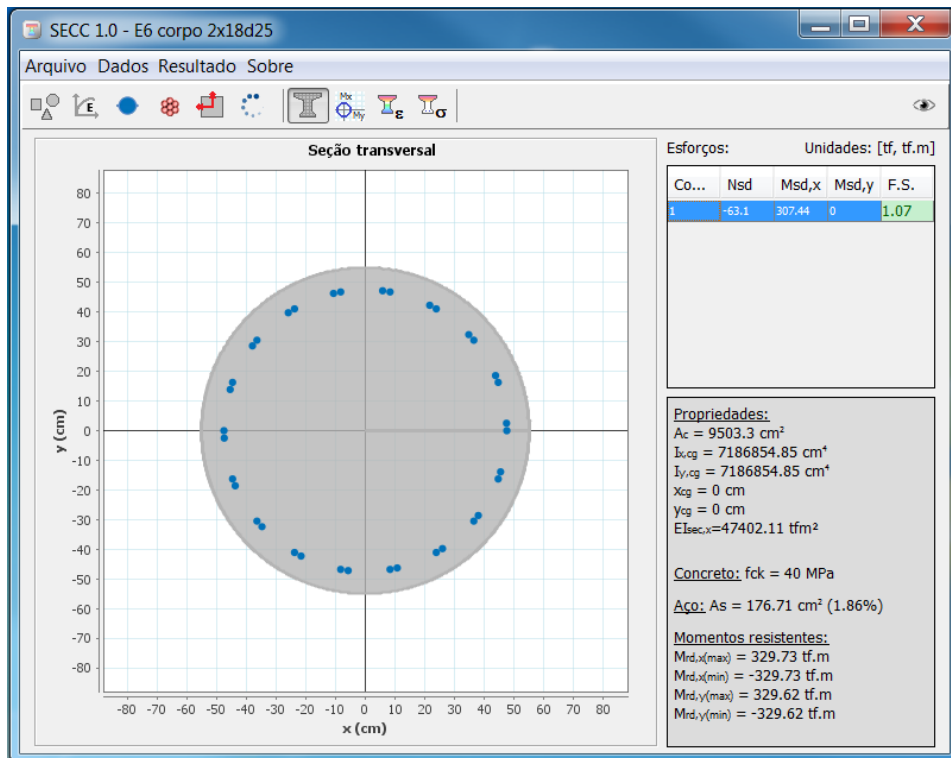 SECC 1.0 - E6 corpo 2x18d25
Arquivo Dados Resultado Sobre
E
Mx
My
ε
σ
Seção transversal
80
70
60
50
40
30
20
10
0
-10
-20
-30
-40
-50
-60
-70
-80
y (cm)
-80 -70 -60 -50 -40 -30 -20 -10 0 10 20 30 40 50 60 70 80
x (cm)
Esforços: Unidades: [tf, tf.m]
Co... Nsd Msd,x Msd,y F.S.
1 -63.1 307.44 0 1.07
Propriedades:
Ac = 9503.3 cm²
Ix,cg = 7186854.85 cm⁴
Iy,cg = 7186854.85 cm⁴
xcg = 0 cm
ycg = 0 cm
EIsec,x=47402.11 tfm²
Concreto: fck = 40 MPa
Aço: As = 176.71 cm² (1.86%)
Momentos resistentes:
Mrd,x(max) = 329.73 tf.m
Mrd,x(min) = -329.73 tf.m
Mrd,y(max) = 329.62 tf.m
Mrd,y(min) = -329.62 tf.m